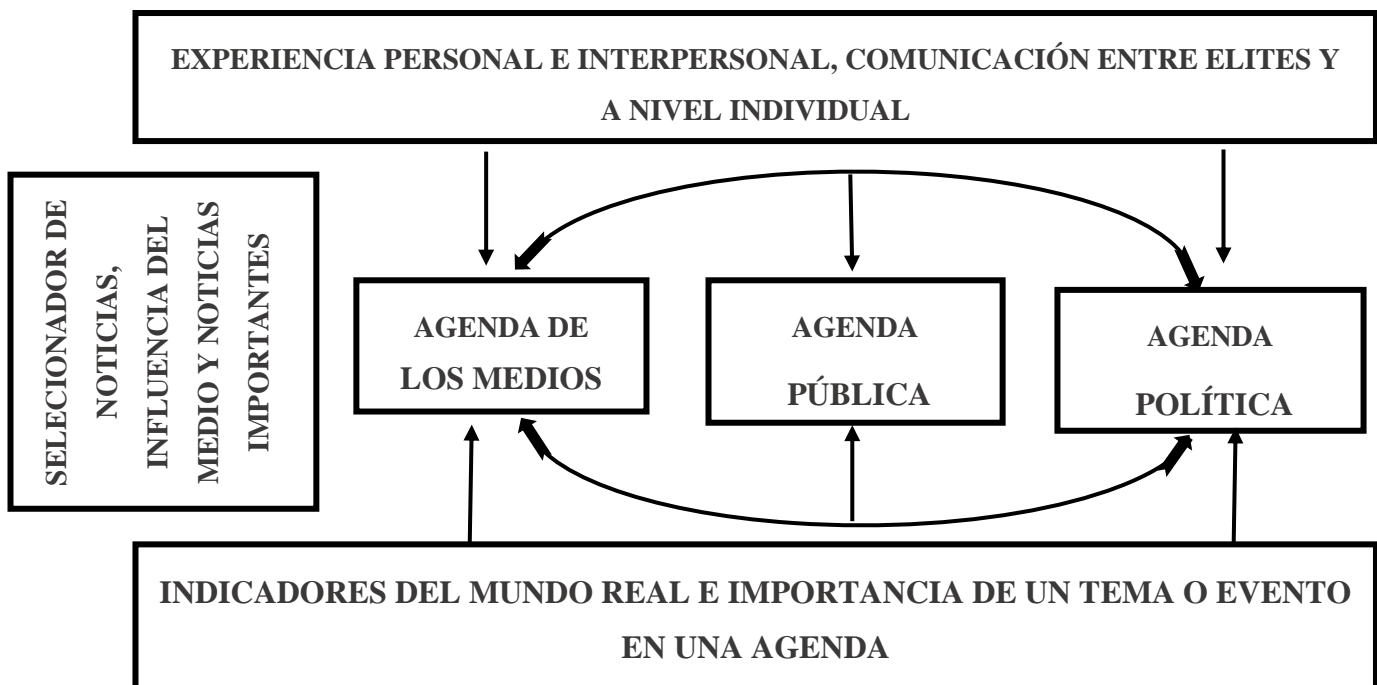 EXPERIENCIA PERSONAL E INTERPERSONAL, COMUNICACIÓN ENTRE ELITES Y
A NIVEL INDIVIDUAL
SELECIONADOR DE
NOTICIAS,
INFLUENCIA DEL
MEDIO Y NOTICIAS
IMPORTANTES
AGENDA DE
LOS MEDIOS
AGENDA
PÚBLICA
AGENDA
POLÍTICA
INDICADORES DEL MUNDO REAL E IMPORTANCIA DE UN TEMA O EVENTO
EN UNA AGENDA